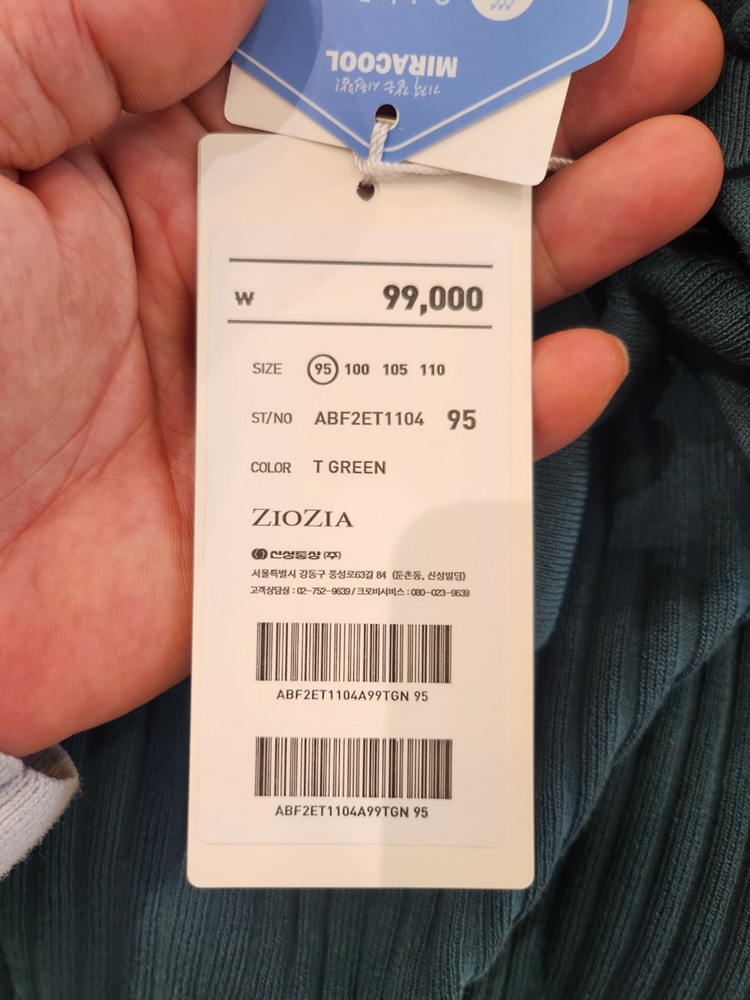 MIRACOOL
₩ 99,000
SIZE 95 100 105 110
ST/NO ABF2ET1104 95
COLOR T GREEN
ZIOZIA
신성통상 (주)
서울특별시 강동구 풍성로63길 84 (둔촌동, 신성빌딩)
고객상담실 : 02-752-9639 / 크로바서비스 : 080-023-9639
ABF2ET1104A99TGN 95
ABF2ET1104A99TGN 95